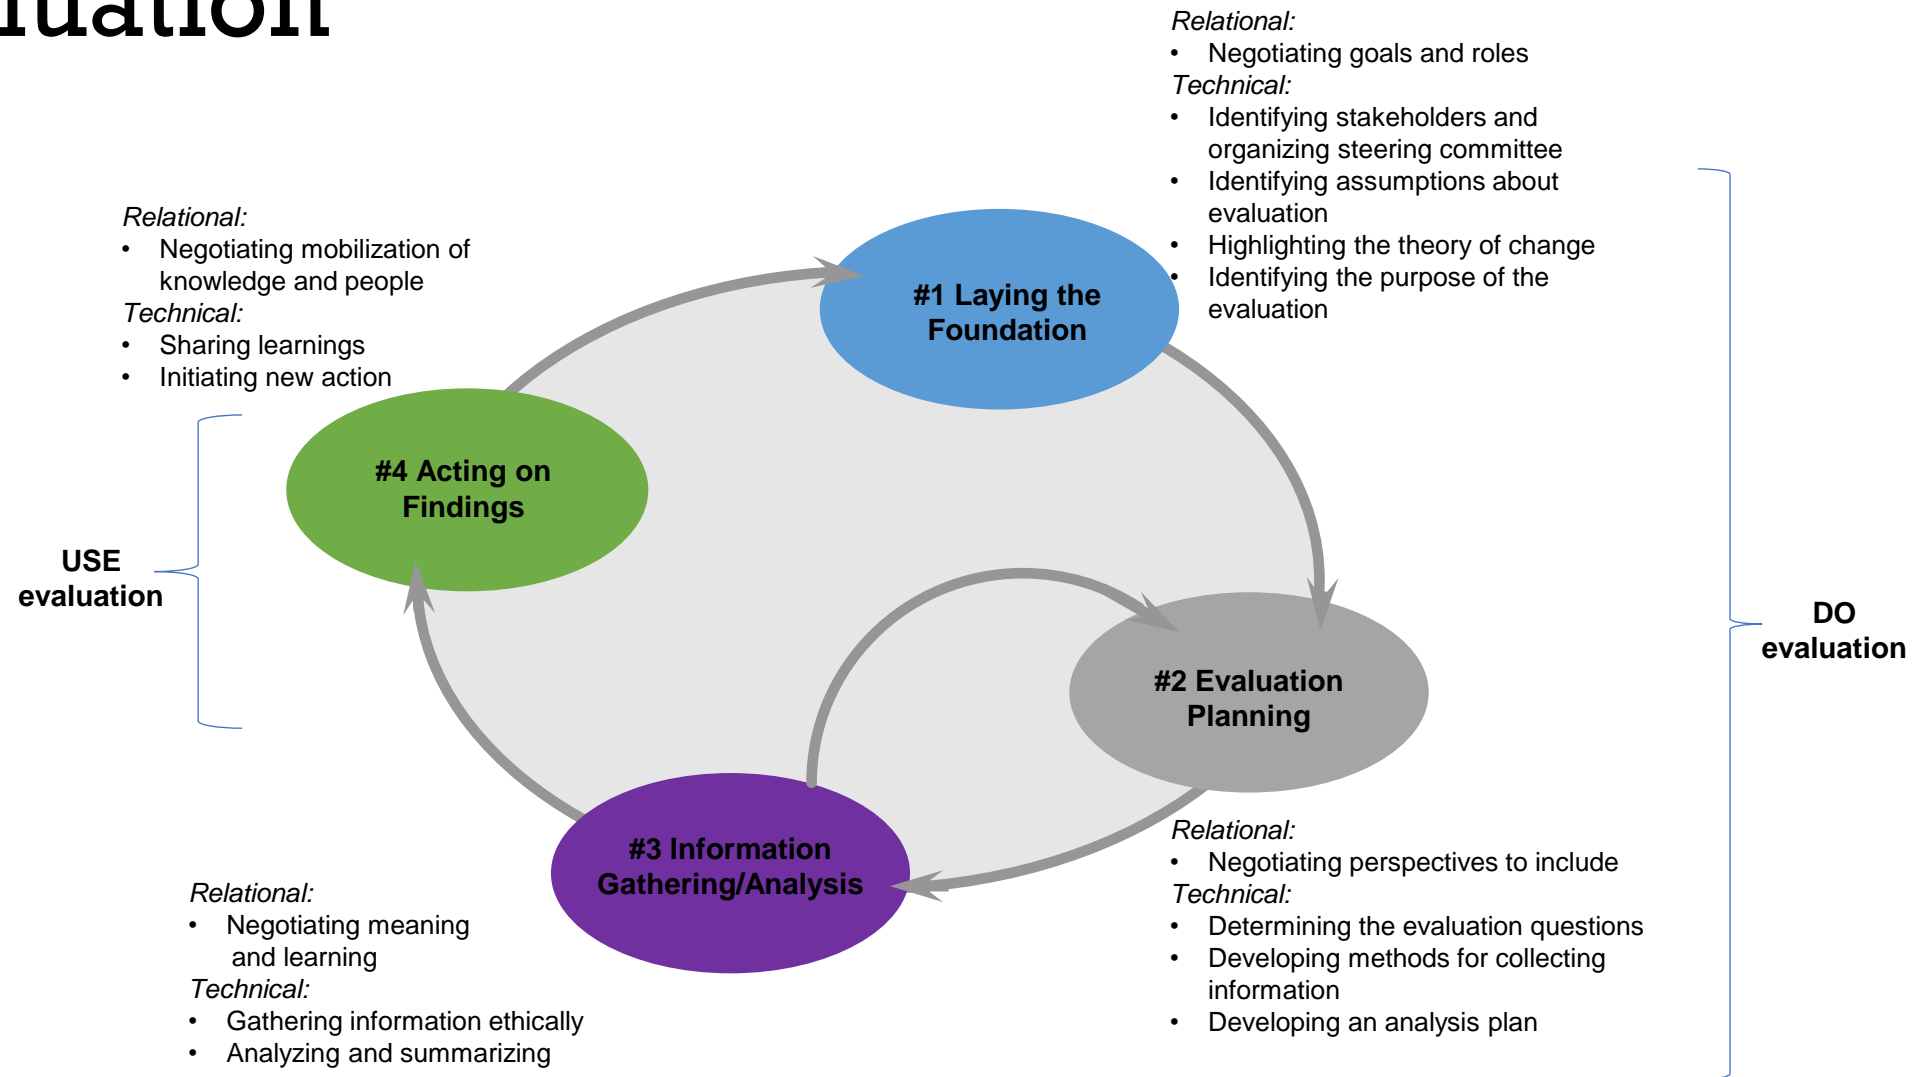 Relational:
• Negotiating goals and roles
Technical:
• Identifying stakeholders and
organizing steering committee
• Identifying assumptions about
evaluation
• Highlighting the theory of change
• Identifying the purpose of the
evaluation
Relational:
• Negotiating mobilization of
knowledge and people
Technical:
• Sharing learnings
• Initiating new action
#1 Laying the
Foundation
#4 Acting on
Findings
USE
evaluation
DO
evaluation
#2 Evaluation
Planning
#3 Information
Gathering/Analysis
Relational:
• Negotiating perspectives to include
Technical:
• Determining the evaluation questions
• Developing methods for collecting
information
• Developing an analysis plan
Relational:
• Negotiating meaning
and learning
Technical:
• Gathering information ethically
• Analyzing and summarizing